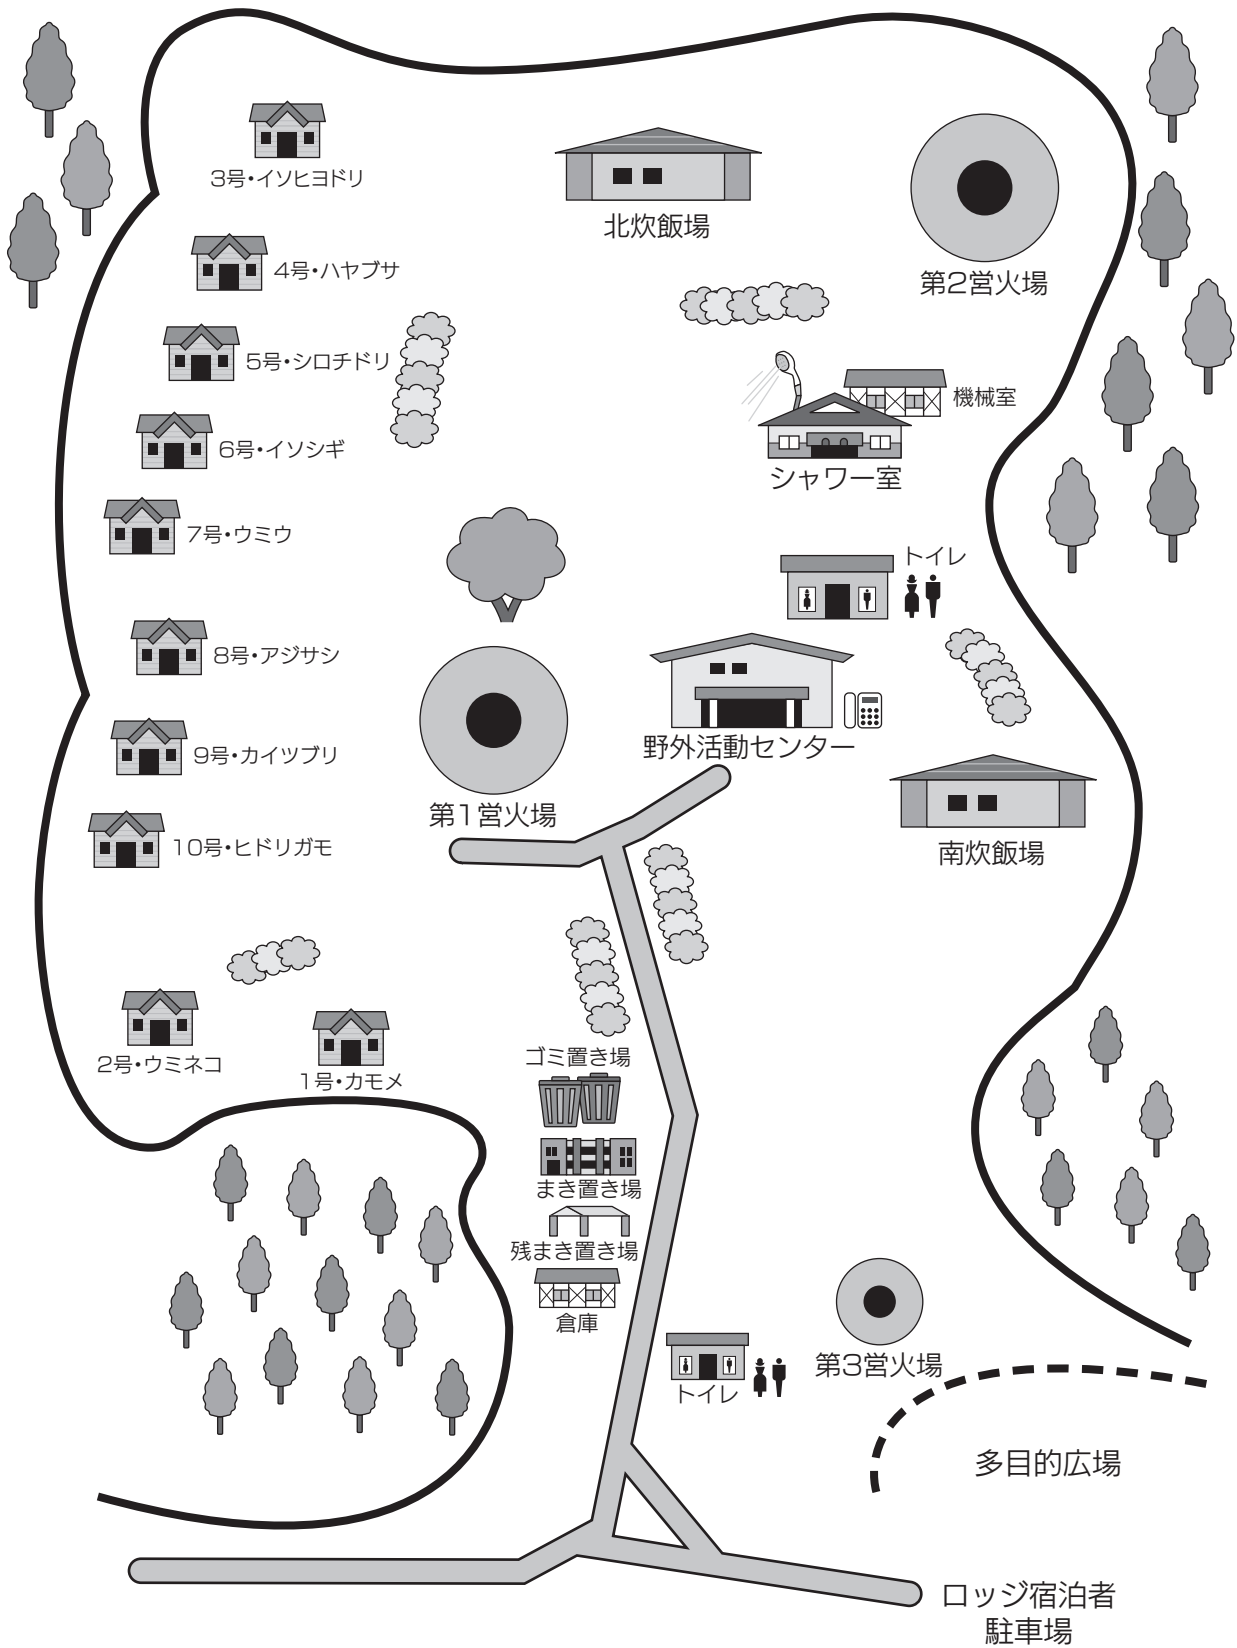 3号・イソヒヨドリ
北炊飯場
4号・ハヤブサ
第2営火場
5号・シロチドリ
機械室
6号・イソシギ
シャワー室
7号・ウミウ
トイレ
8号・アジサシ
野外活動センター
9号・カイツブリ
第1営火場
10号・ヒドリガモ
南炊飯場
2号・ウミネコ
1号・カモメ
ゴミ置き場
まき置き場
残まき置き場
倉庫
第3営火場
トイレ
多目的広場
ロッジ宿泊者
駐車場